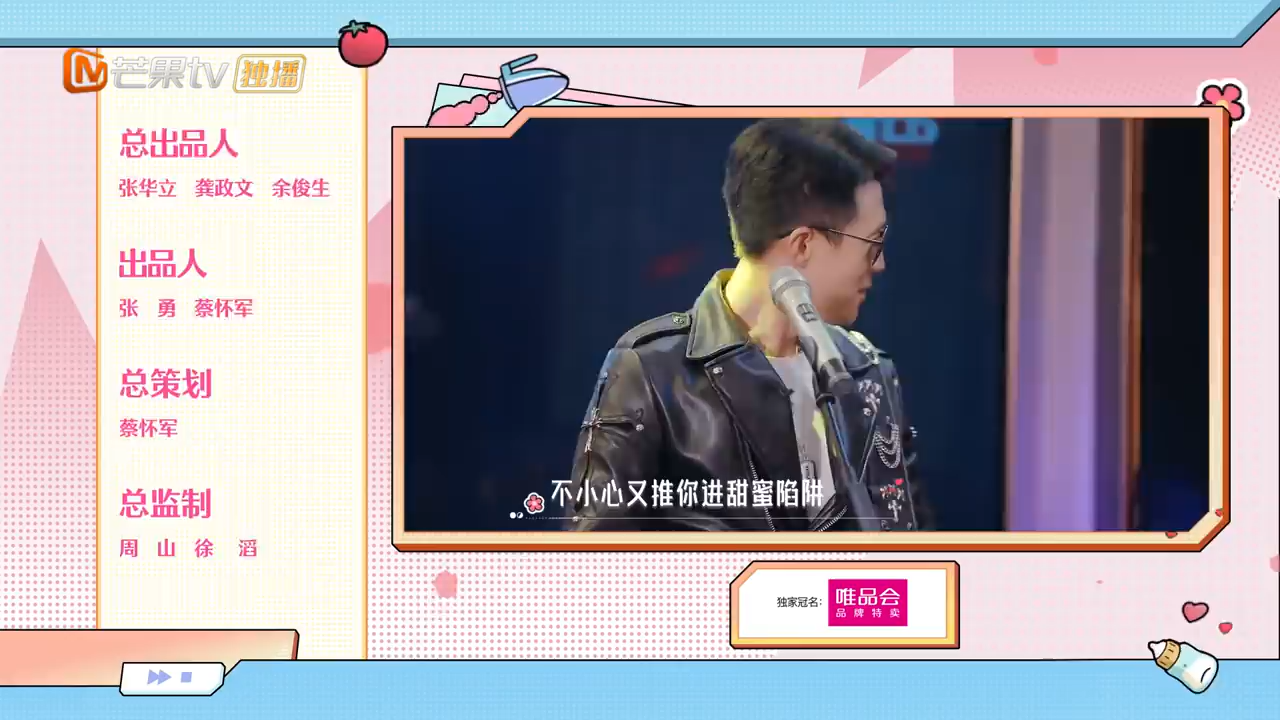 芒果tv 独播
总出品人
张华立 龚政文 余俊生
出品人
张 勇 蔡怀军
总策划
蔡怀军
总监制
周 山 徐 滔
不小心又推你进甜蜜陷阱
独家冠名：
唯品会
品牌特卖